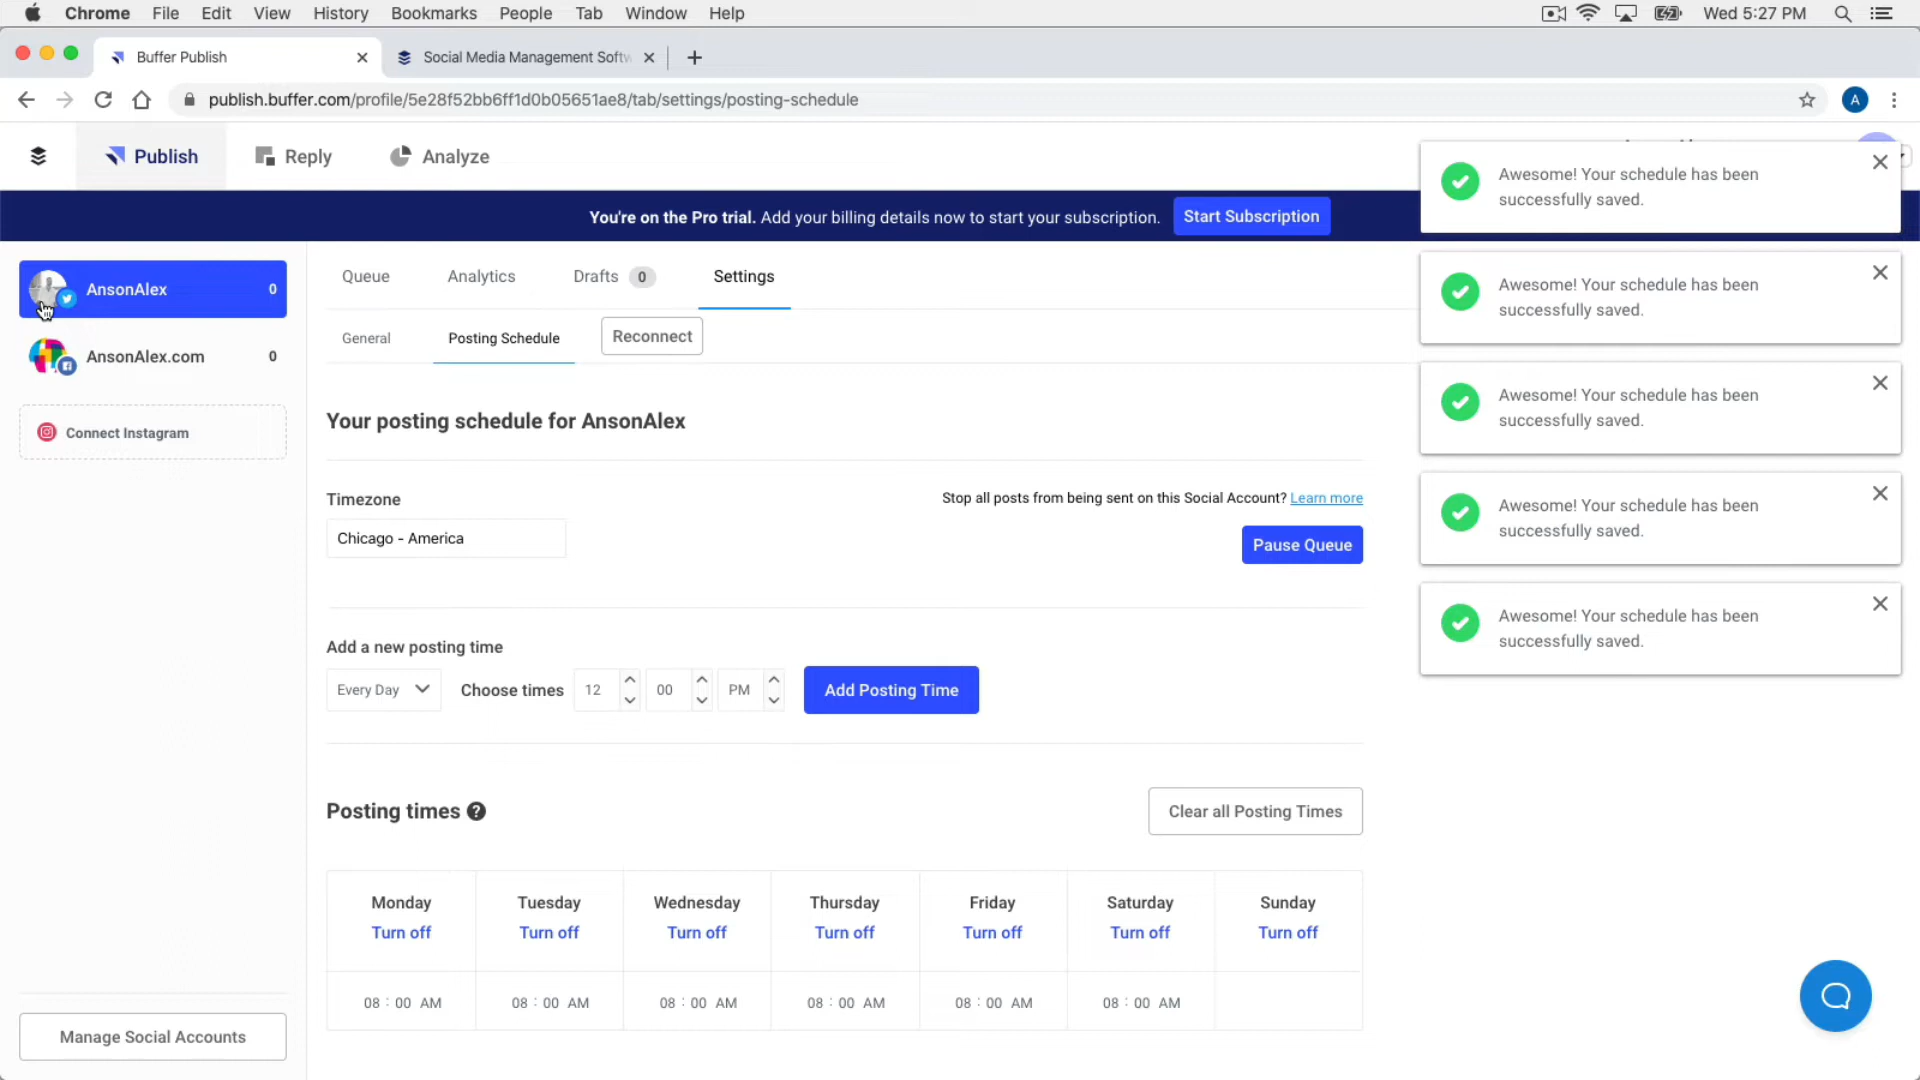 Chrome File Edit View History Bookmarks People Tab Window Help Wed 5:27 PM
Buffer Publish Social Media Management Softw
publish.buffer.com/profile/5e28f52bb6ff1d0b05651ae8/tab/settings/posting-schedule A
Publish Reply Analyze
You're on the Pro trial. Add your billing details now to start your subscription. Start Subscription
Awesome! Your schedule has been
successfully saved.
Awesome! Your schedule has been
successfully saved.
Awesome! Your schedule has been
successfully saved.
Awesome! Your schedule has been
successfully saved.
Awesome! Your schedule has been
successfully saved.
AnsonAlex 0
AnsonAlex.com 0
Connect Instagram
Manage Social Accounts
Queue Analytics Drafts 0 Settings
General Posting Schedule Reconnect
Your posting schedule for AnsonAlex
Timezone
Chicago - America
Stop all posts from being sent on this Social Account? Learn more
Pause Queue
Add a new posting time
Every Day Choose times 12 00 PM Add Posting Time
Posting times ? Clear all Posting Times
Monday Tuesday Wednesday Thursday Friday Saturday Sunday
Turn off Turn off Turn off Turn off Turn off Turn off Turn off
08 : 00 AM 08 : 00 AM 08 : 00 AM 08 : 00 AM 08 : 00 AM 08 : 00 AM